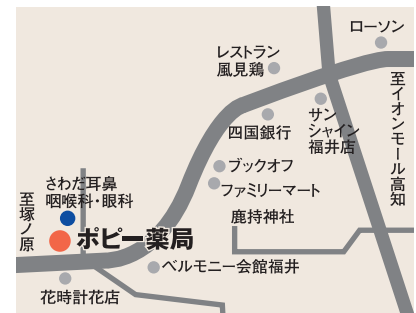 ローソン
レストラン
風見鶏
至イオンモール高知
サン
シャイン
福井店
四国銀行
ブックオフ
ファミリーマート
さわだ耳鼻
咽喉科・眼科
至塚ノ原
鹿持神社
ポピー薬局
ベルモニー会館福井
花時計花店